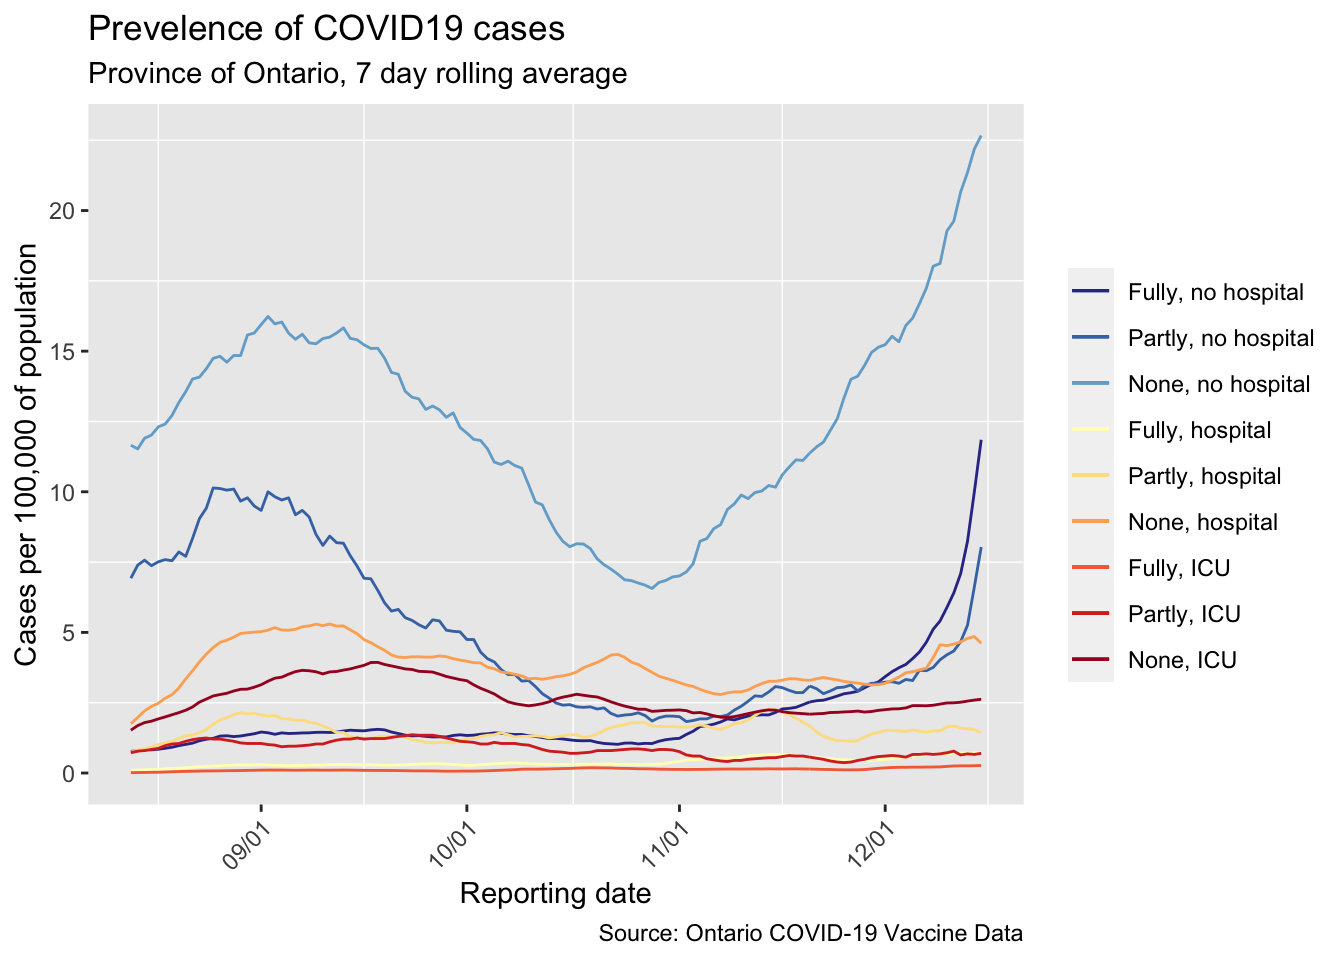 Prevelence of COVID19 cases
Province of Ontario, 7 day rolling average
Cases per 100,000 of population
20
15
10
5
0
09/01
10/01
11/01
12/01
Reporting date
Fully, no hospital
Partly, no hospital
None, no hospital
Fully, hospital
Partly, hospital
None, hospital
Fully, ICU
Partly, ICU
None, ICU
Source: Ontario COVID-19 Vaccine Data